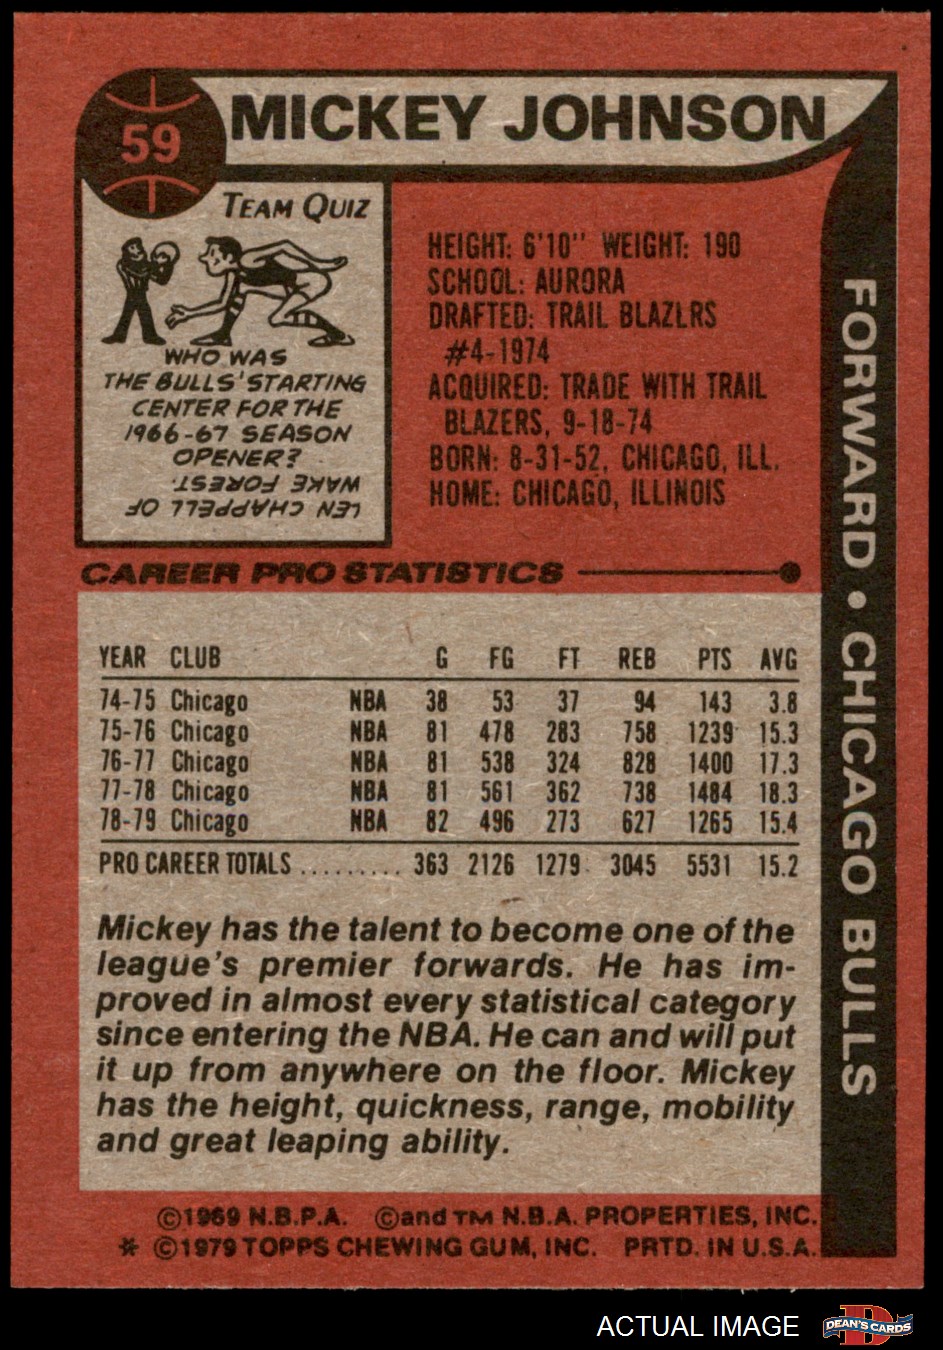 59
MICKEY JOHNSON
TEAM QUIZ
WHO WAS
THE BULLS' STARTING
CENTER FOR THE
1966-67 SEASON
OPENER?
LEN CHAPPELL OF
WAKE FOREST.
HEIGHT: 6'10" WEIGHT: 190
SCHOOL: AURORA
DRAFTED: TRAIL BLAZLRS
#4-1974
ACQUIRED: TRADE WITH TRAIL
BLAZERS, 9-18-74
BORN: 8-31-52, CHICAGO, ILL.
HOME: CHICAGO, ILLINOIS
FORWARD • CHICAGO BULLS
CAREER PRO STATISTICS
YEAR CLUB G FG FT REB PTS AVG
74-75 Chicago NBA 38 53 37 94 143 3.8
75-76 Chicago NBA 81 478 283 758 1239 15.3
76-77 Chicago NBA 81 538 324 828 1400 17.3
77-78 Chicago NBA 81 561 362 738 1484 18.3
78-79 Chicago NBA 82 496 273 627 1265 15.4
PRO CAREER TOTALS ......... 363 2126 1279 3045 5531 15.2
Mickey has the talent to become one of the
league's premier forwards. He has im-
proved in almost every statistical category
since entering the NBA. He can and will put
it up from anywhere on the floor. Mickey
has the height, quickness, range, mobility
and great leaping ability.
©1969 N.B.P.A. ©and TM N.B.A. PROPERTIES, INC.
* ©1979 TOPPS CHEWING GUM, INC. PRTD. IN U.S.A.
ACTUAL IMAGE
D
DEAN'S CARDS